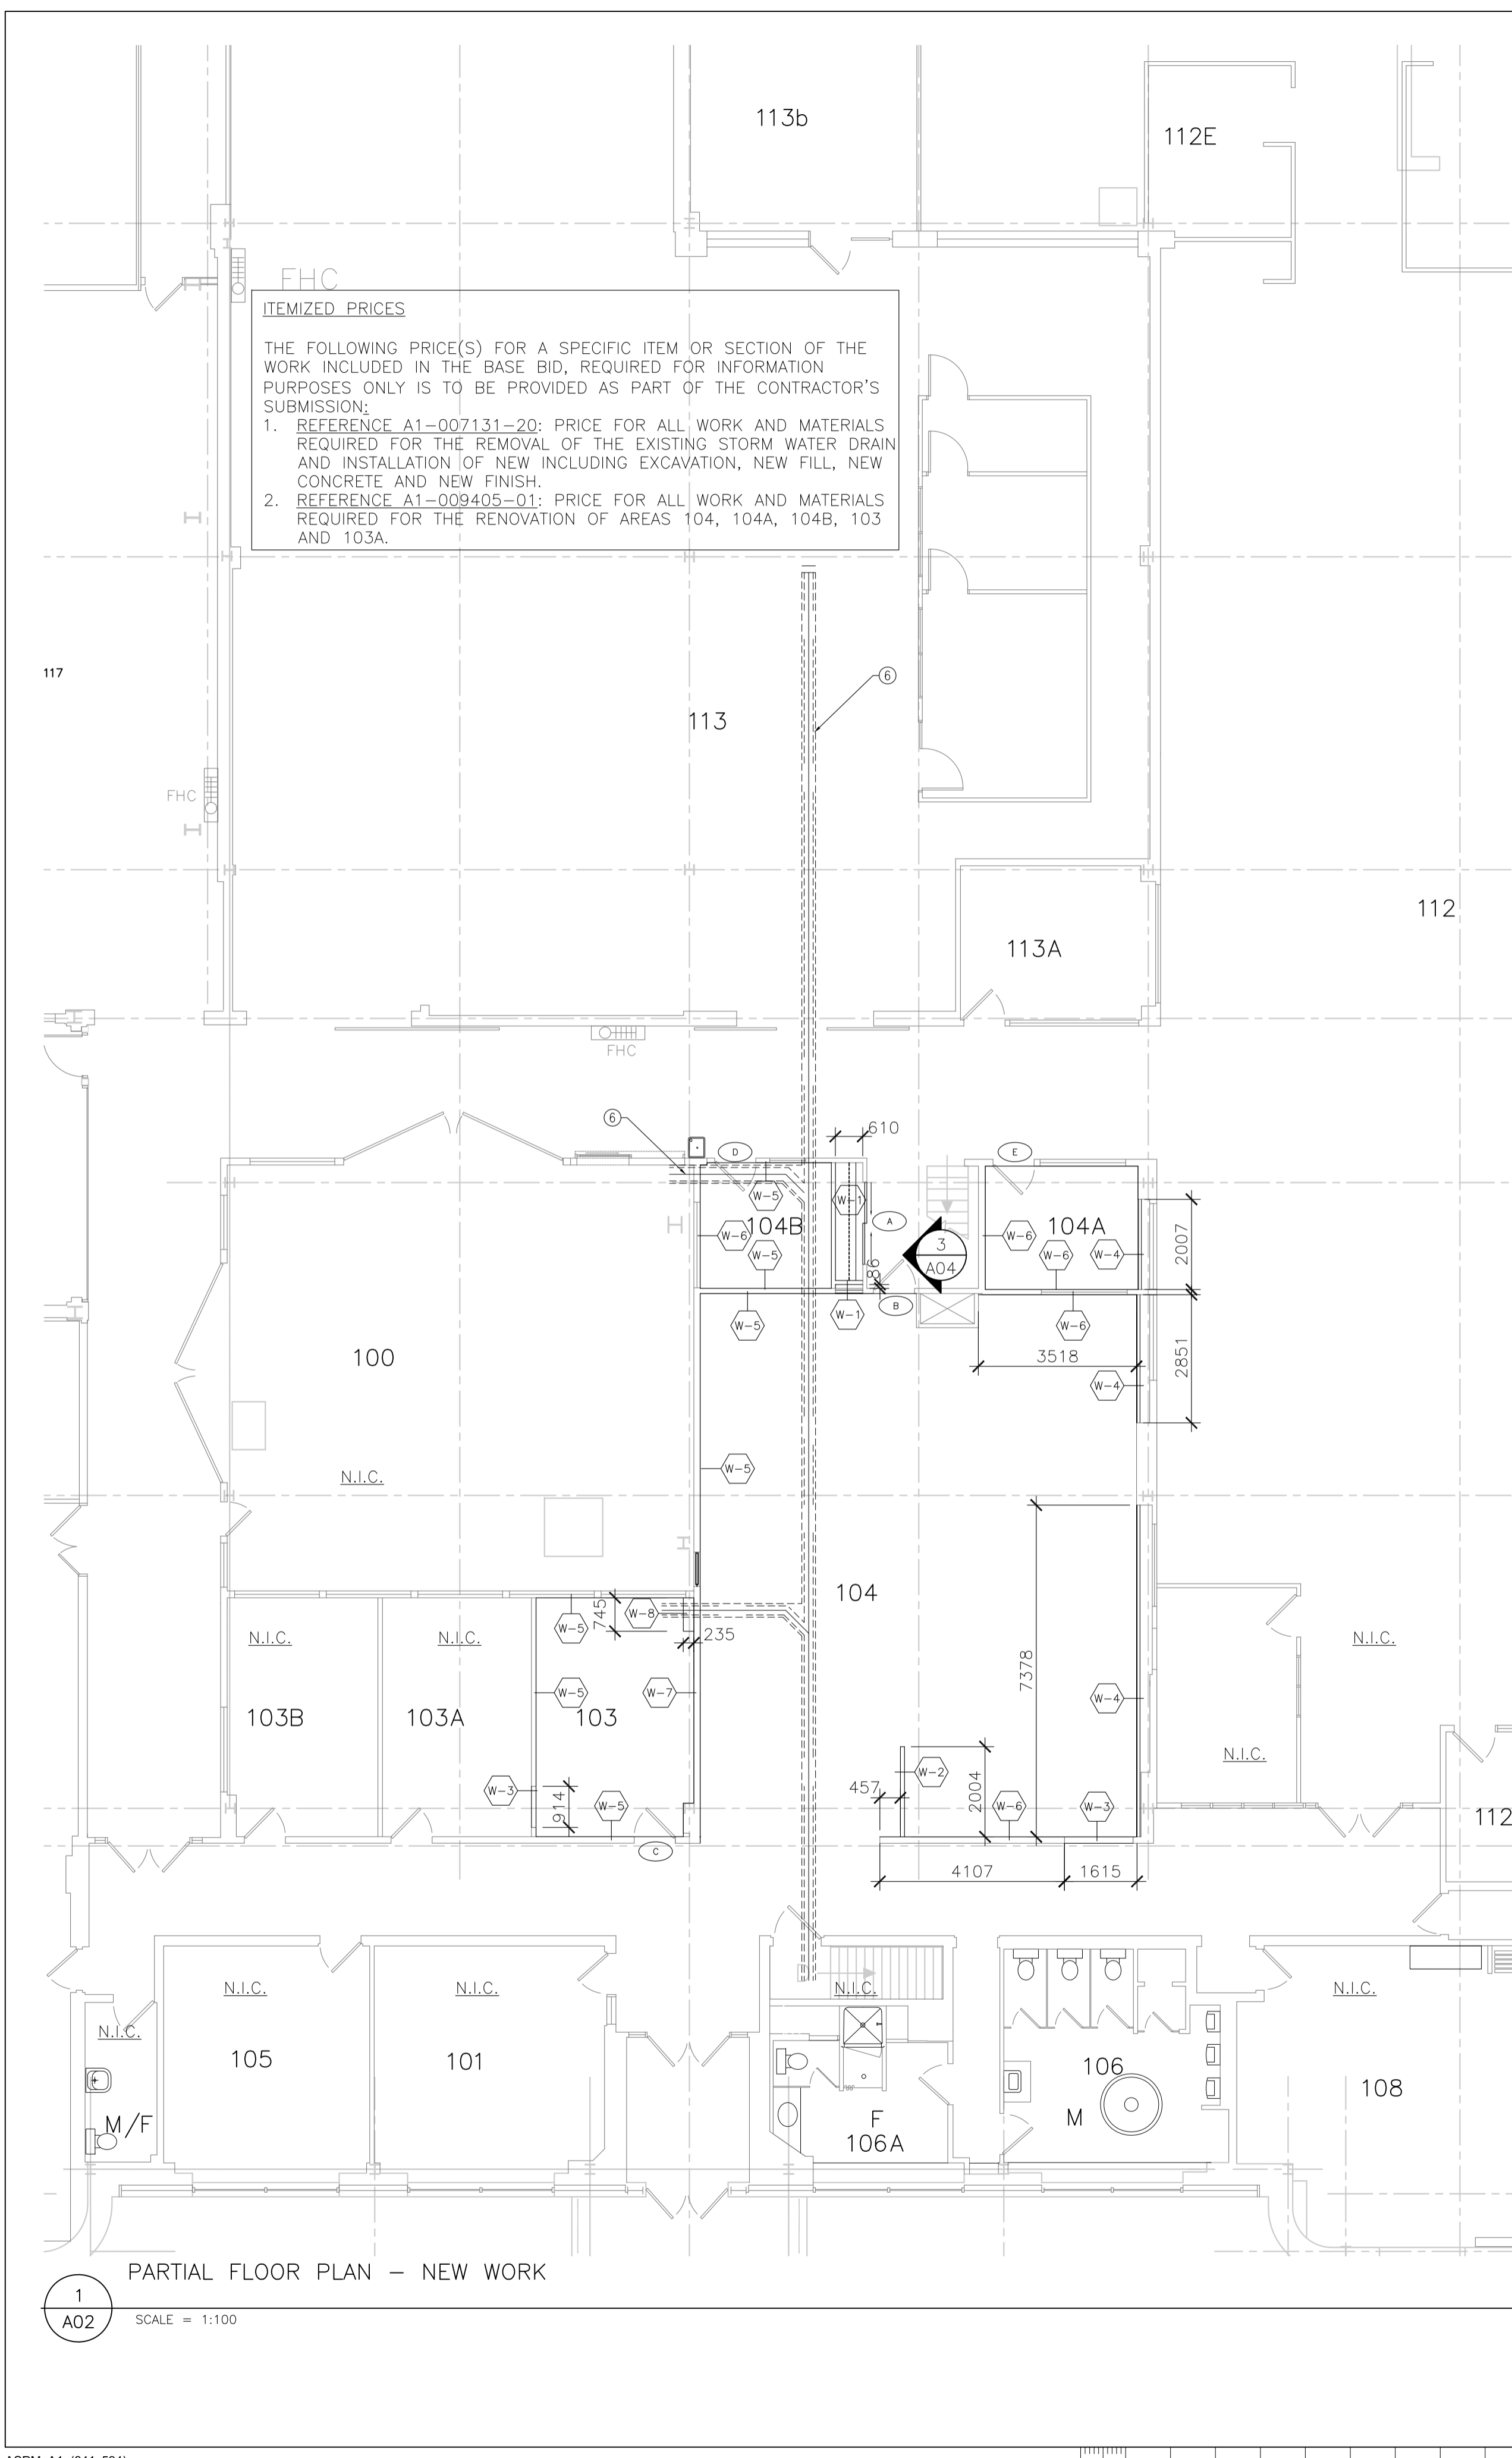 113b
112E
FHC
ITEMIZED PRICES
THE FOLLOWING PRICE(S) FOR A SPECIFIC ITEM OR SECTION OF THE
WORK INCLUDED IN THE BASE BID, REQUIRED FOR INFORMATION
PURPOSES ONLY IS TO BE PROVIDED AS PART OF THE CONTRACTOR'S
SUBMISSION:
1. REFERENCE A1-007131-20: PRICE FOR ALL WORK AND MATERIALS
REQUIRED FOR THE REMOVAL OF THE EXISTING STORM WATER DRAIN
AND INSTALLATION OF NEW INCLUDING EXCAVATION, NEW FILL, NEW
CONCRETE AND NEW FINISH.
2. REFERENCE A1-009405-01: PRICE FOR ALL WORK AND MATERIALS
REQUIRED FOR THE RENOVATION OF AREAS 104, 104A, 104B, 103
AND 103A.
117
6
113
FHC
112
113A
FHC
6
610
D
E
W-5
W-1
104B
A
W-6
W-5
3
A04
W-6
104A
W-6
W-4
2007
86
B
W-5
W-1
W-6
3518
2851
100
W-4
N.I.C.
W-5
104
745
W-8
W-5
235
N.I.C.
N.I.C.
N.I.C.
7378
W-5
W-7
W-4
103B
103A
103
N.I.C.
W-3
914
W-5
457
W-2
2004
W-6
W-3
112
C
4107
1615
N.I.C.
N.I.C.
N.I.C.
N.I.C.
N.I.C.
105
101
106
108
M/F
F
M
106A
PARTIAL FLOOR PLAN - NEW WORK
1
A02
SCALE = 1:100